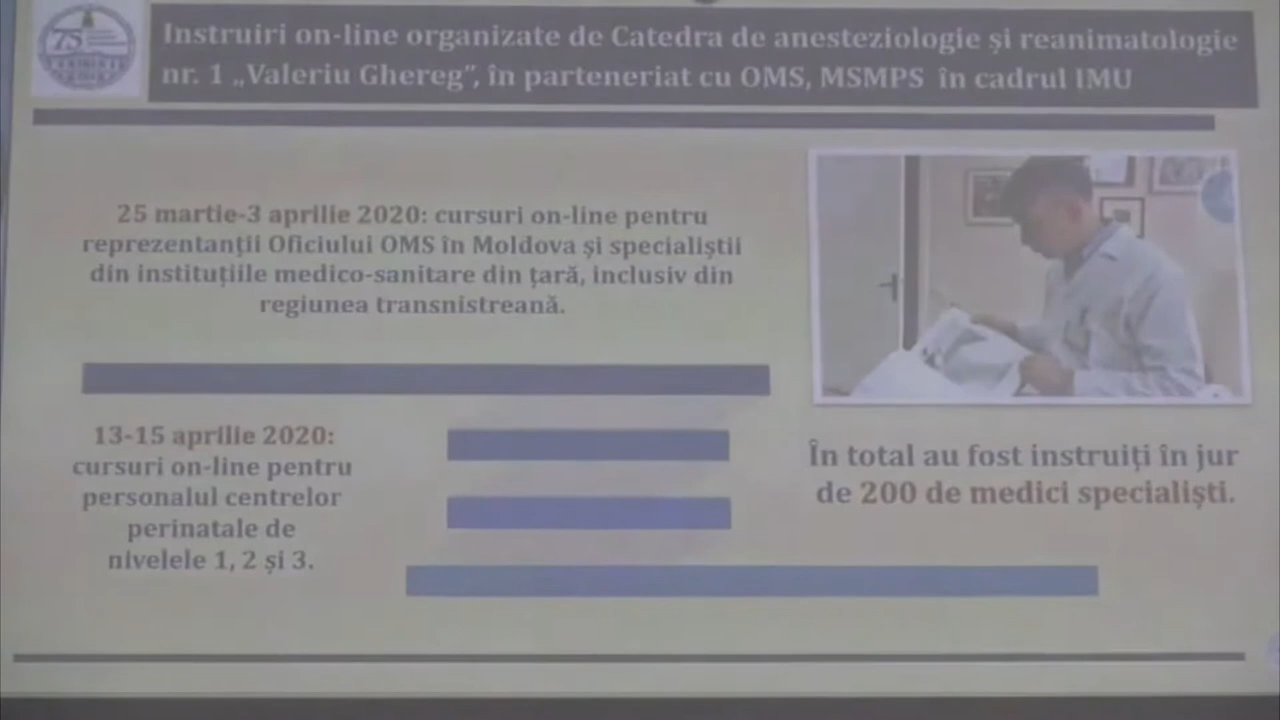 75
Instruiri on-line organizate de Catedra de anesteziologie și reanimatologie
nr. 1 „Valeriu Ghereg”, în parteneriat cu OMS, MSMPS în cadrul IMU
25 martie-3 aprilie 2020: cursuri on-line pentru
reprezentanții Oficiului OMS în Moldova și specialiștii
din instituțiile medico-sanitare din țară, inclusiv din
regiunea transnistreană.
13-15 aprilie 2020:
cursuri on-line pentru
personalul centrelor
perinatale de
nivelele 1, 2 și 3.
În total au fost instruiți în jur
de 200 de medici specialiști.